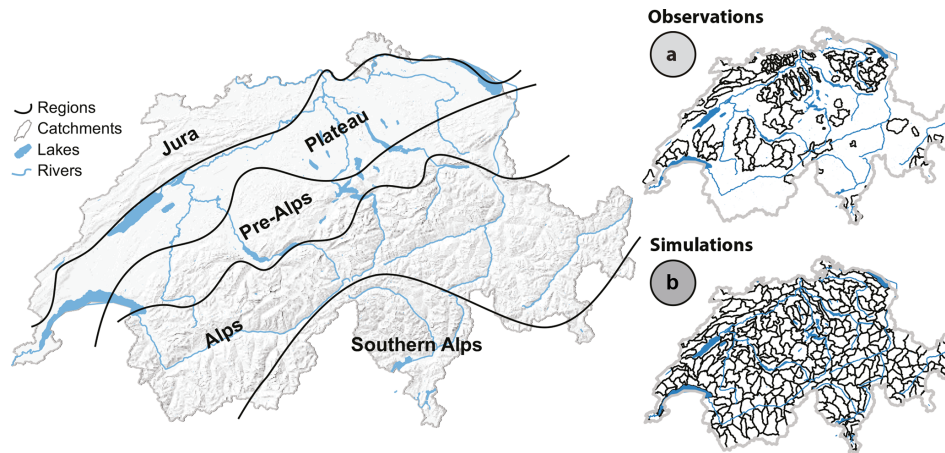 Regions
Catchments
Lakes
Rivers
Jura
Plateau
Pre-Alps
Alps
Southern Alps
Observations
a
Simulations
b